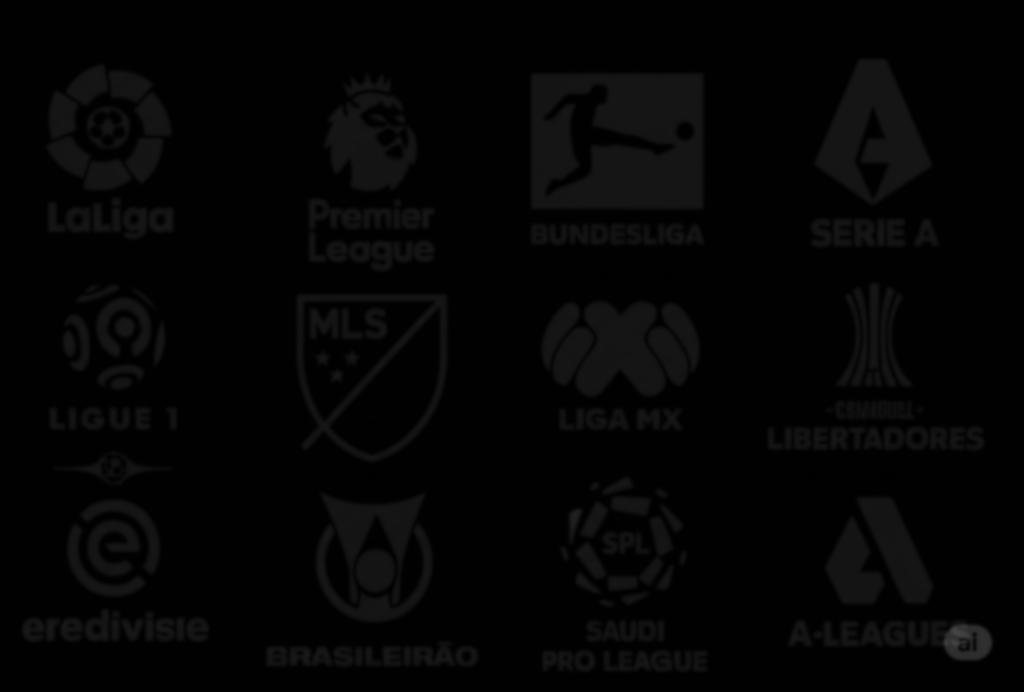 LaLiga
Premier
League
BUNDESLIGA
SERIE A
LIGUE 1
MLS
LIGA MX
LIBERTADORES
eredivisie
BRASILEIRÃO
SPL
SAUDI
PRO LEAGUE
A-LEAGUES
ai